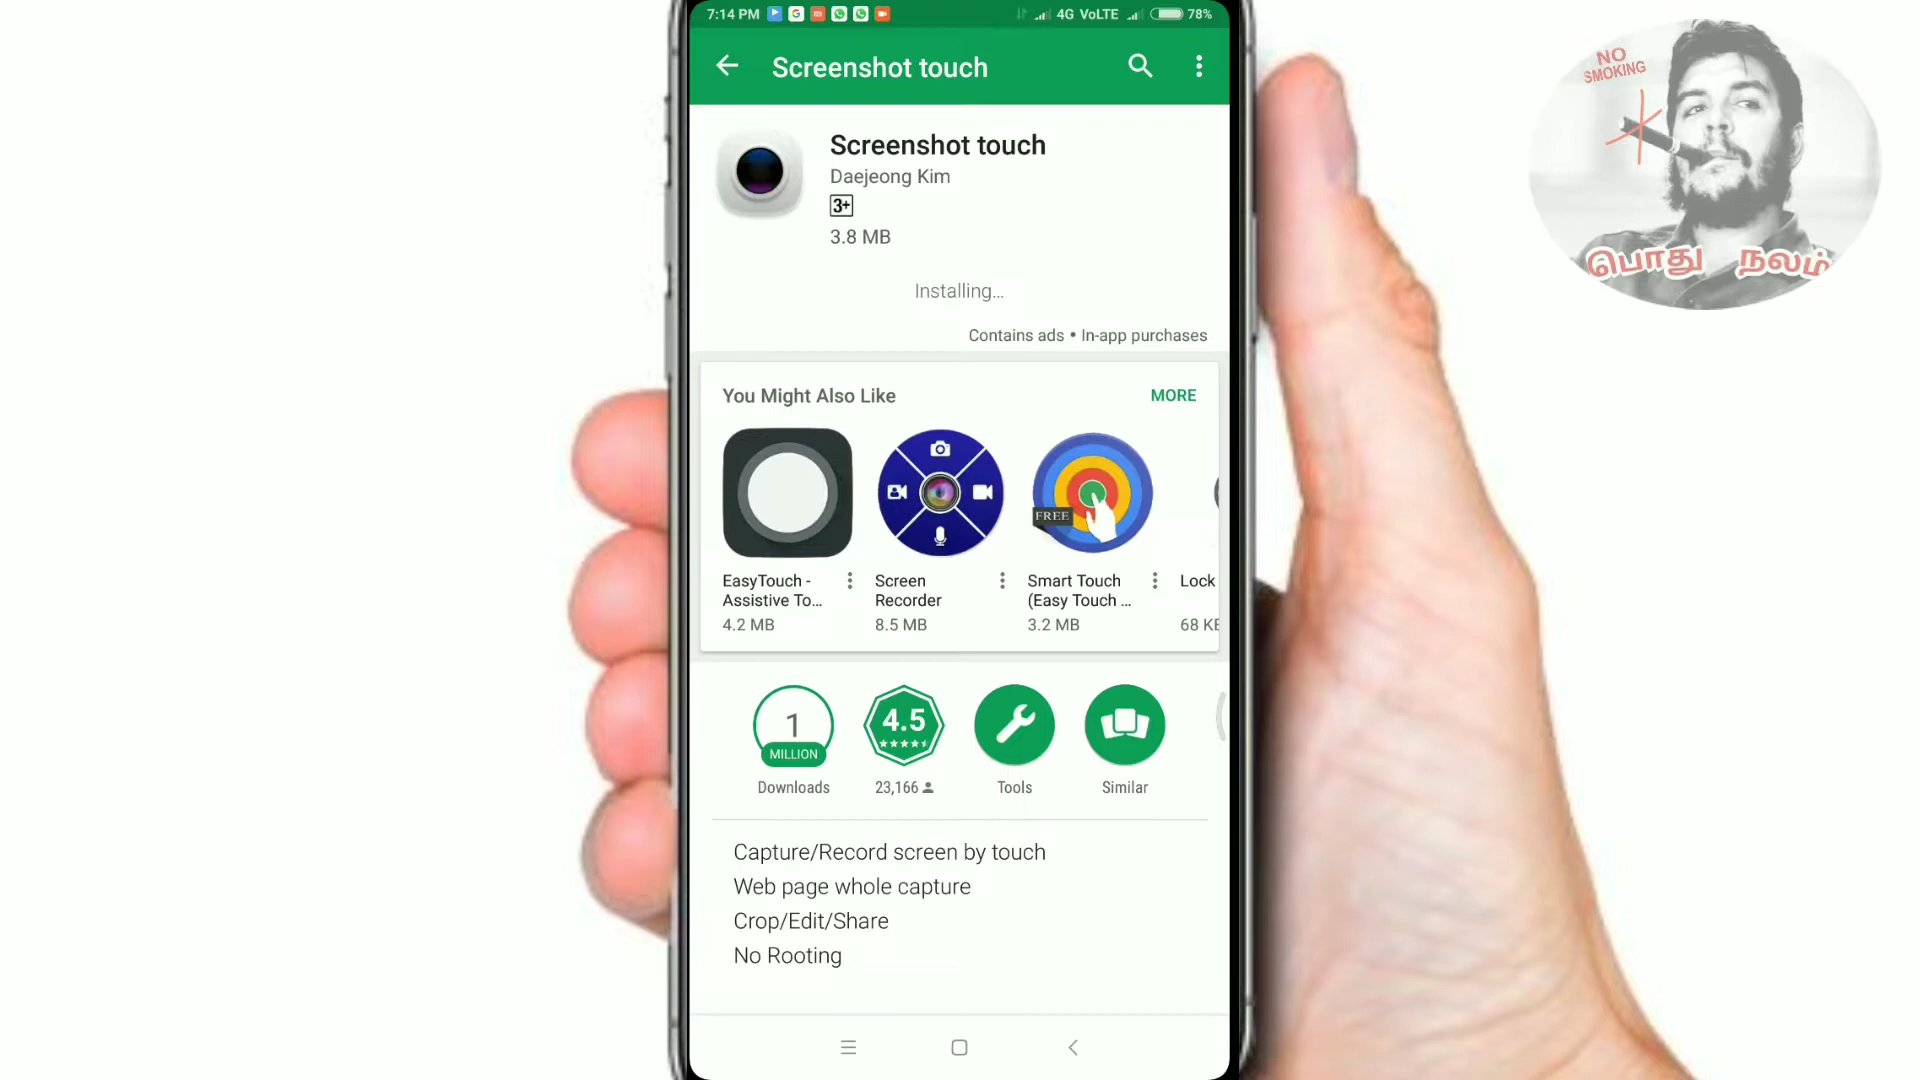 7:14 PM
4G VoLTE
78%
Screenshot touch
Screenshot touch
Daejeong Kim
3+
3.8 MB
Installing...
Contains ads • In-app purchases
You Might Also Like
MORE
FREE
EasyTouch -
Assistive To...
4.2 MB
Screen
Recorder
8.5 MB
Smart Touch
(Easy Touch ...
3.2 MB
Lock
68 KB
1
MILLION
Downloads
4.5
23,166
Tools
Similar
Capture/Record screen by touch
Web page whole capture
Crop/Edit/Share
No Rooting
NO
SMOKING
பொது நலம்